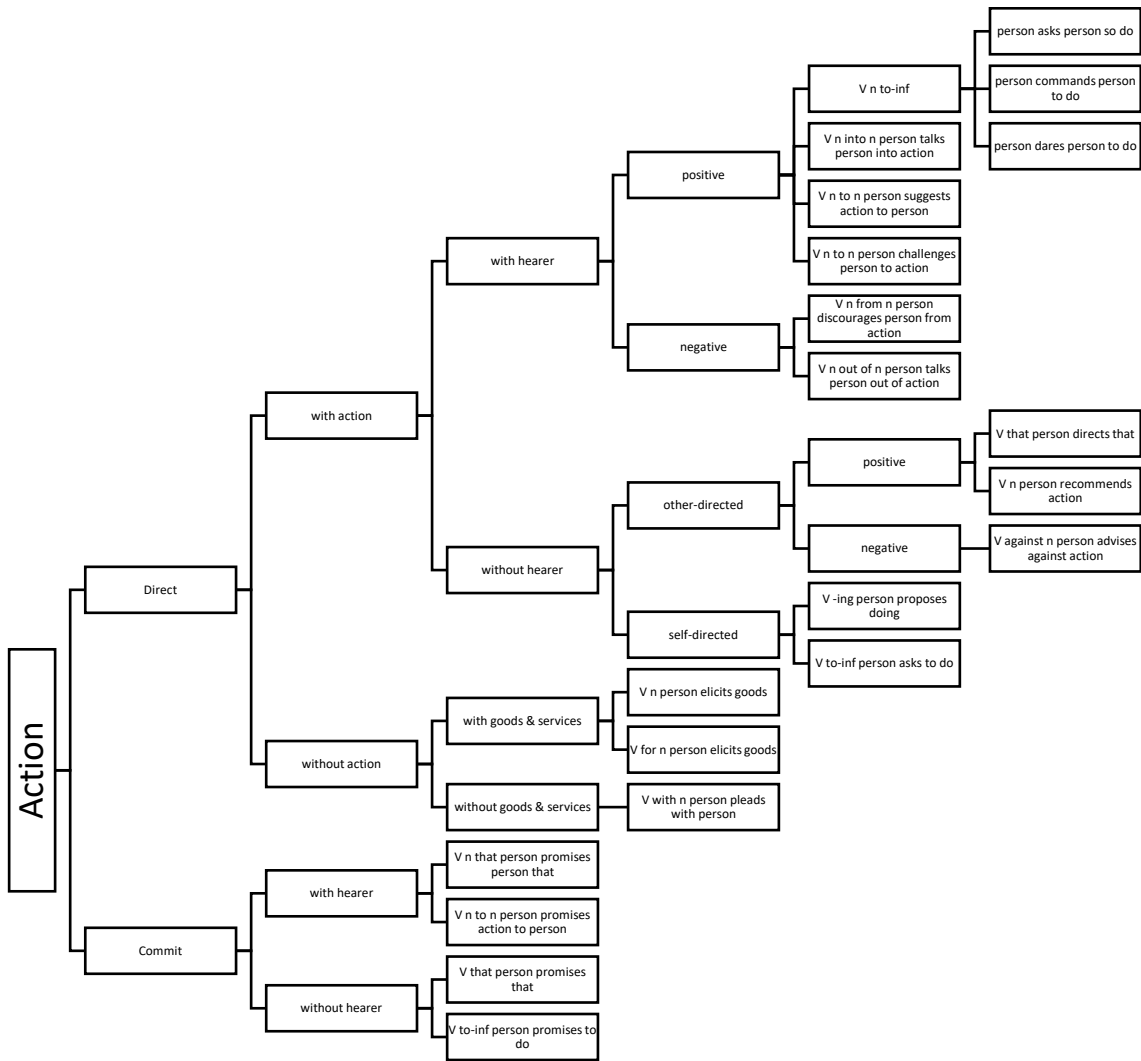 person asks person so do
V n to-inf
person commands person
to do
V n into n person talks
person into action
person dares person to do
positive
V n to n person suggests
action to person
with hearer
V n to n person challenges
person to action
V n from n person
discourages person from
action
negative
V n out of n person talks
person out of action
with action
V that person directs that
positive
V n person recommends
action
other-directed
negative
V against n person advises
against action
without hearer
Direct
V -ing person proposes
doing
self-directed
V to-inf person asks to do
V n person elicits goods
with goods & services
V for n person elicits goods
without action
without goods & services
V with n person pleads
with person
Action
V n that person promises
person that
with hearer
V n to n person promises
action to person
Commit
V that person promises
that
without hearer
V to-inf person promises to
do